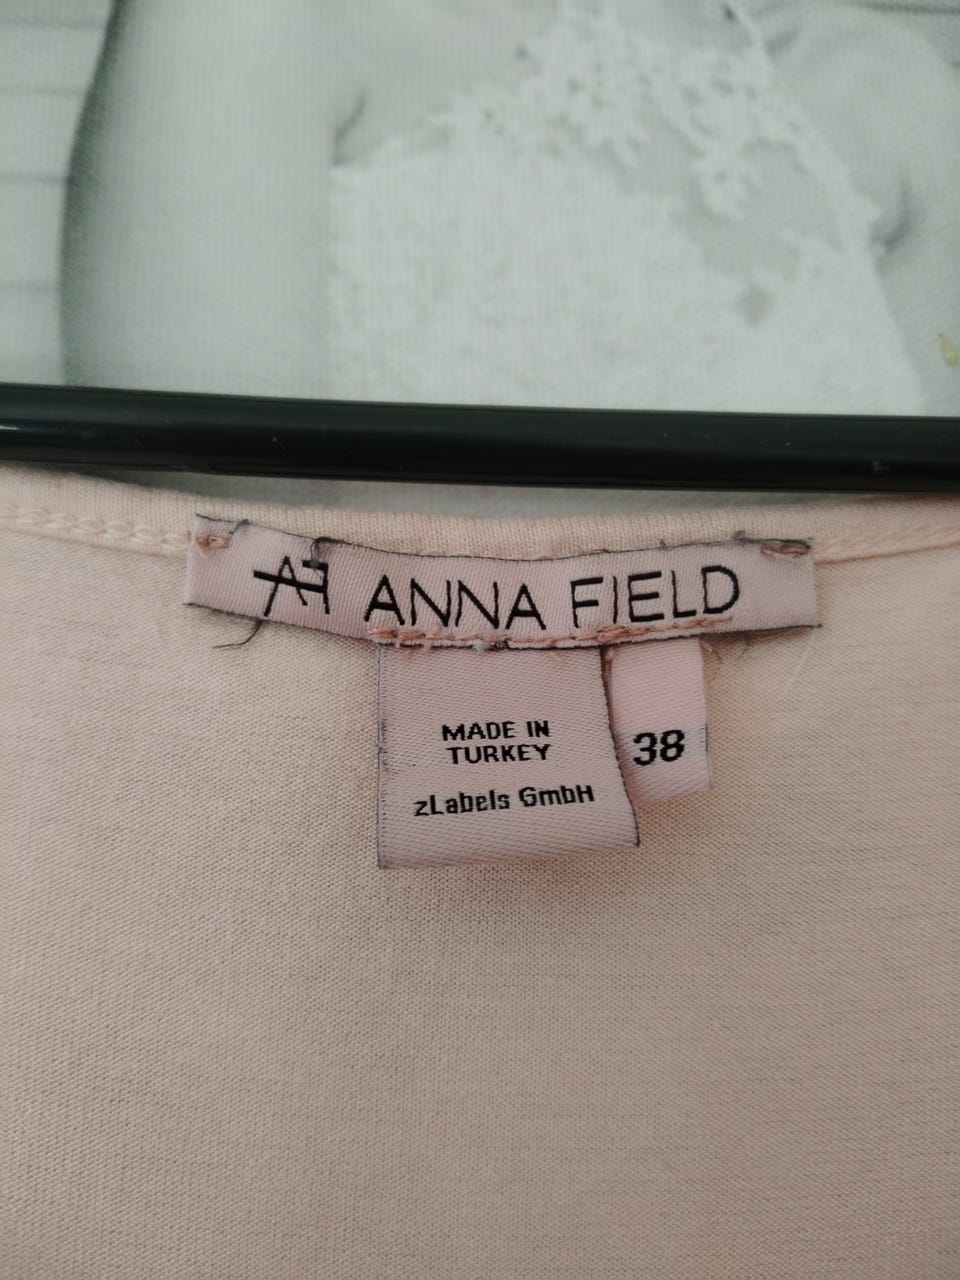 AF ANNA FIELD
MADE IN
TURKEY
zLabels GmbH
38